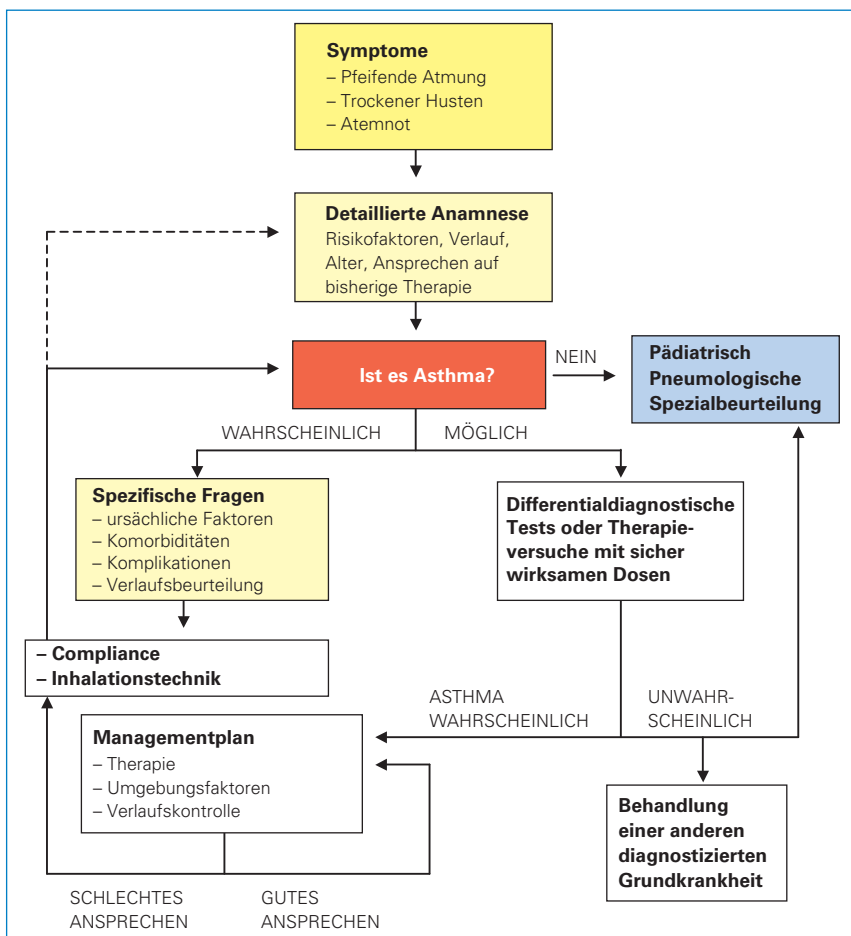 Symptome
– Pfeifende Atmung
– Trockener Husten
– Atemnot
Detaillierte Anamnese
Risikofaktoren, Verlauf,
Alter, Ansprechen auf
bisherige Therapie
Ist es Asthma?
NEIN
Pädiatrisch
Pneumologische
Spezialbeurteilung
WAHRSCHEINLICH
MÖGLICH
Spezifische Fragen
– ursächliche Faktoren
– Komorbiditäten
– Komplikationen
– Verlaufsbeurteilung
Differentialdiagnostische
Tests oder Therapie-
versuche mit sicher
wirksamen Dosen
– Compliance
– Inhalationstechnik
ASTHMA
WAHRSCHEINLICH
UNWAHR-
SCHEINLICH
Managementplan
– Therapie
– Umgebungsfaktoren
– Verlaufskontrolle
Behandlung
einer anderen
diagnostizierten
Grundkrankheit
SCHLECHTES
ANSPRECHEN
GUTES
ANSPRECHEN